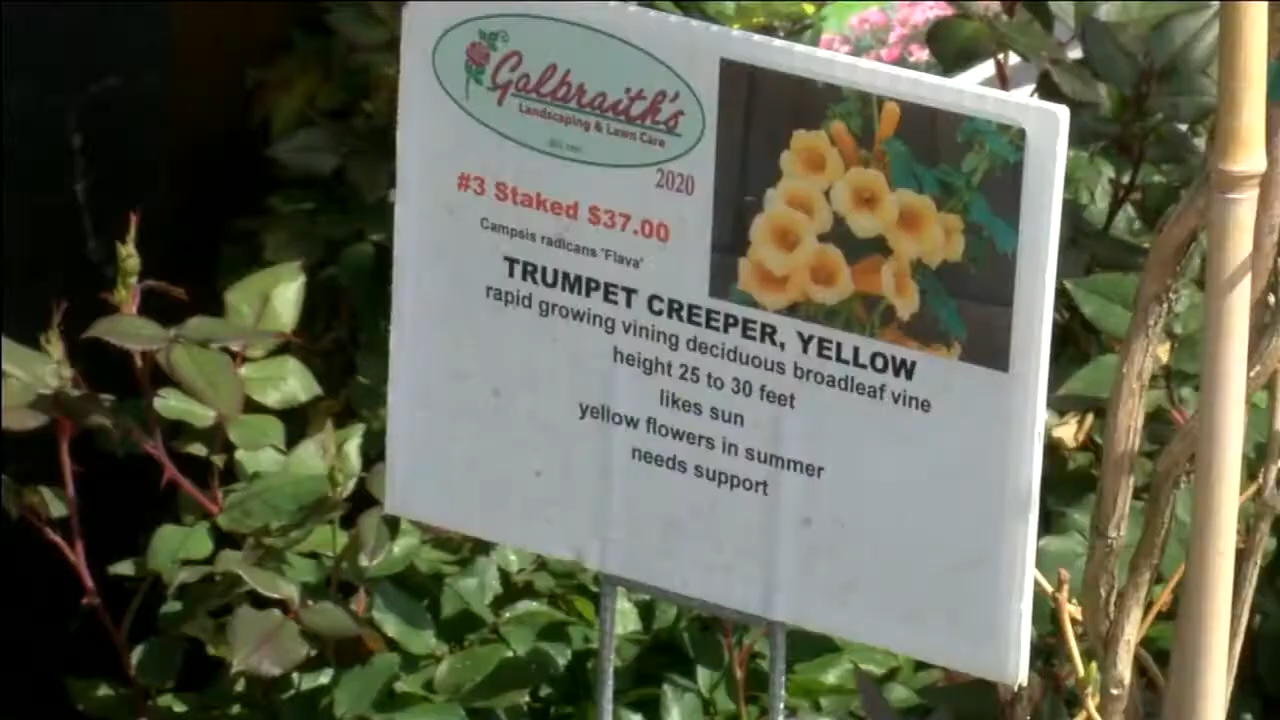 Galbraith's
Landscaping & Lawn Care
2020
#3 Staked $37.00
Campsis radicans 'Flava'
TRUMPET CREEPER, YELLOW
rapid growing vining deciduous broadleaf vine
height 25 to 30 feet
likes sun
yellow flowers in summer
needs support